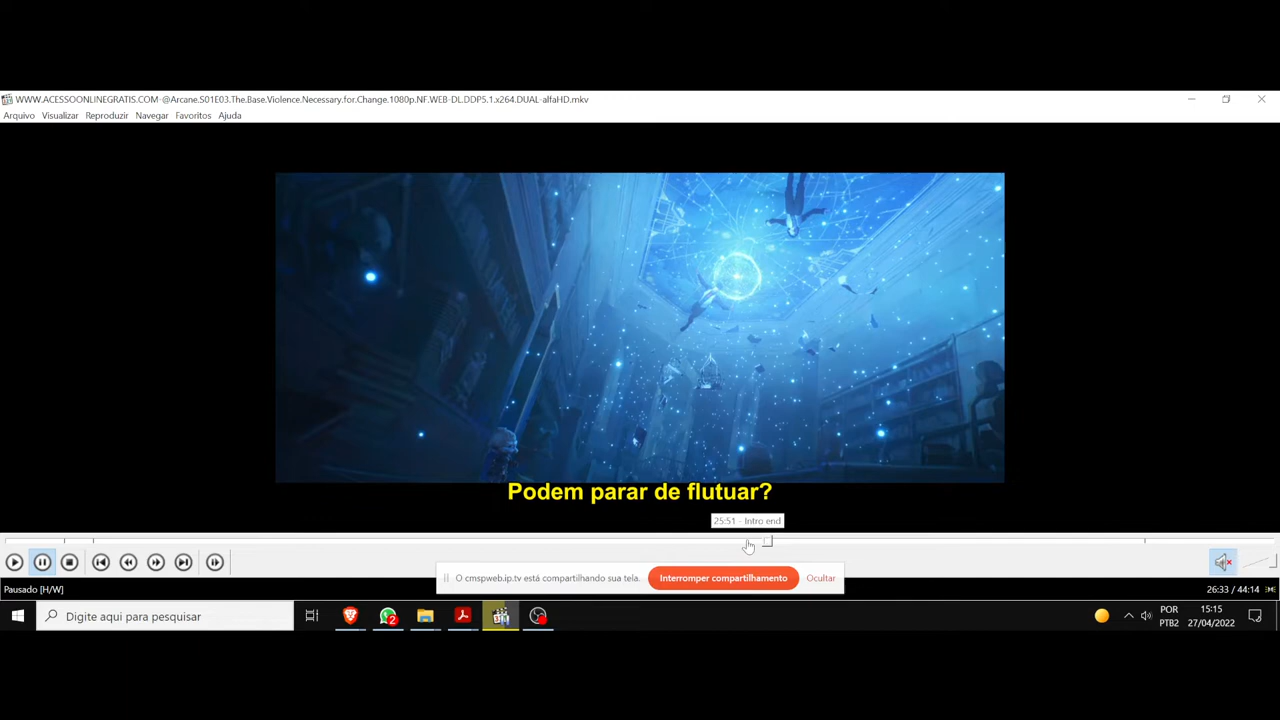 WWW.ACESSOONLINEGRATIS.COM-@Arcane.S01E03.The.Base.Violence.Necessary.for.Change.1080p.NF.WEB-DL.DDP5.1.x264.DUAL-alfaHD.mkv
Arquivo Visualizar Reproduzir Navegar Favoritos Ajuda
Podem parar de flutuar?
25:51 - Intro end
O cmspweb.ip.tv está compartilhando sua tela. Interromper compartilhamento Ocultar
Pausado [H/W] 26:33 / 44:14
Digite aqui para pesquisar
2
POR
PTB2
15:15
27/04/2022